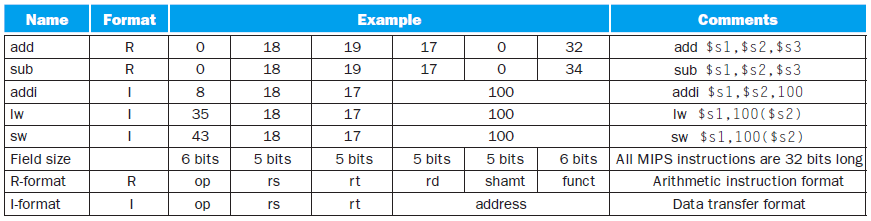 Name Format Example Comments
add R 0 18 19 17 0 32 add $s1,$s2,$s3
sub R 0 18 19 17 0 34 sub $s1,$s2,$s3
addi I 8 18 17 100 addi $s1,$s2,100
lw I 35 18 17 100 lw $s1,100($s2)
sw I 43 18 17 100 sw $s1,100($s2)
Field size 6 bits 5 bits 5 bits 5 bits 5 bits 6 bits All MIPS instructions are 32 bits long
R-format R op rs rt rd shamt funct Arithmetic instruction format
I-format I op rs rt address Data transfer format